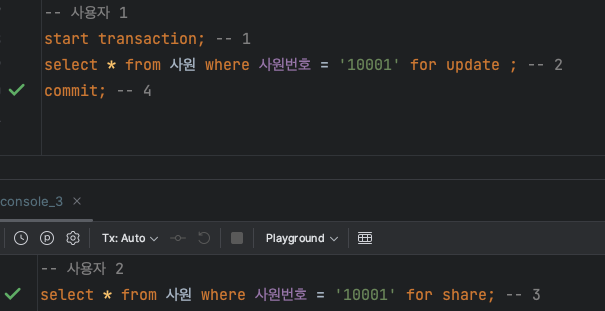 -- 사용자 1
start transaction; -- 1
select * from 사원 where 사원번호 = '10001' for update ; -- 2
commit; -- 4
console_3 ×
Tx: Auto Playground
-- 사용자 2
select * from 사원 where 사원번호 = '10001' for share; -- 3